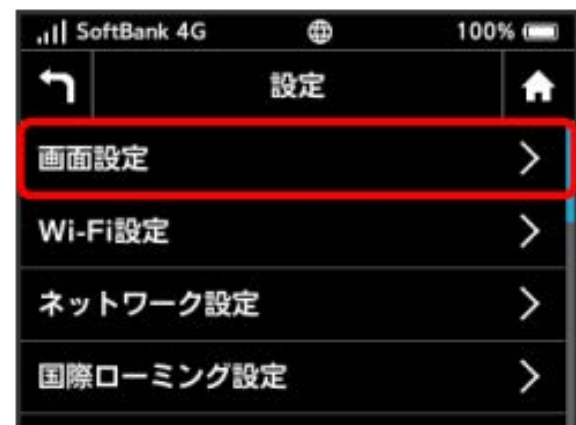 SoftBank 4G 100%
設定
画面設定
Wi-Fi設定
ネットワーク設定
国際ローミング設定